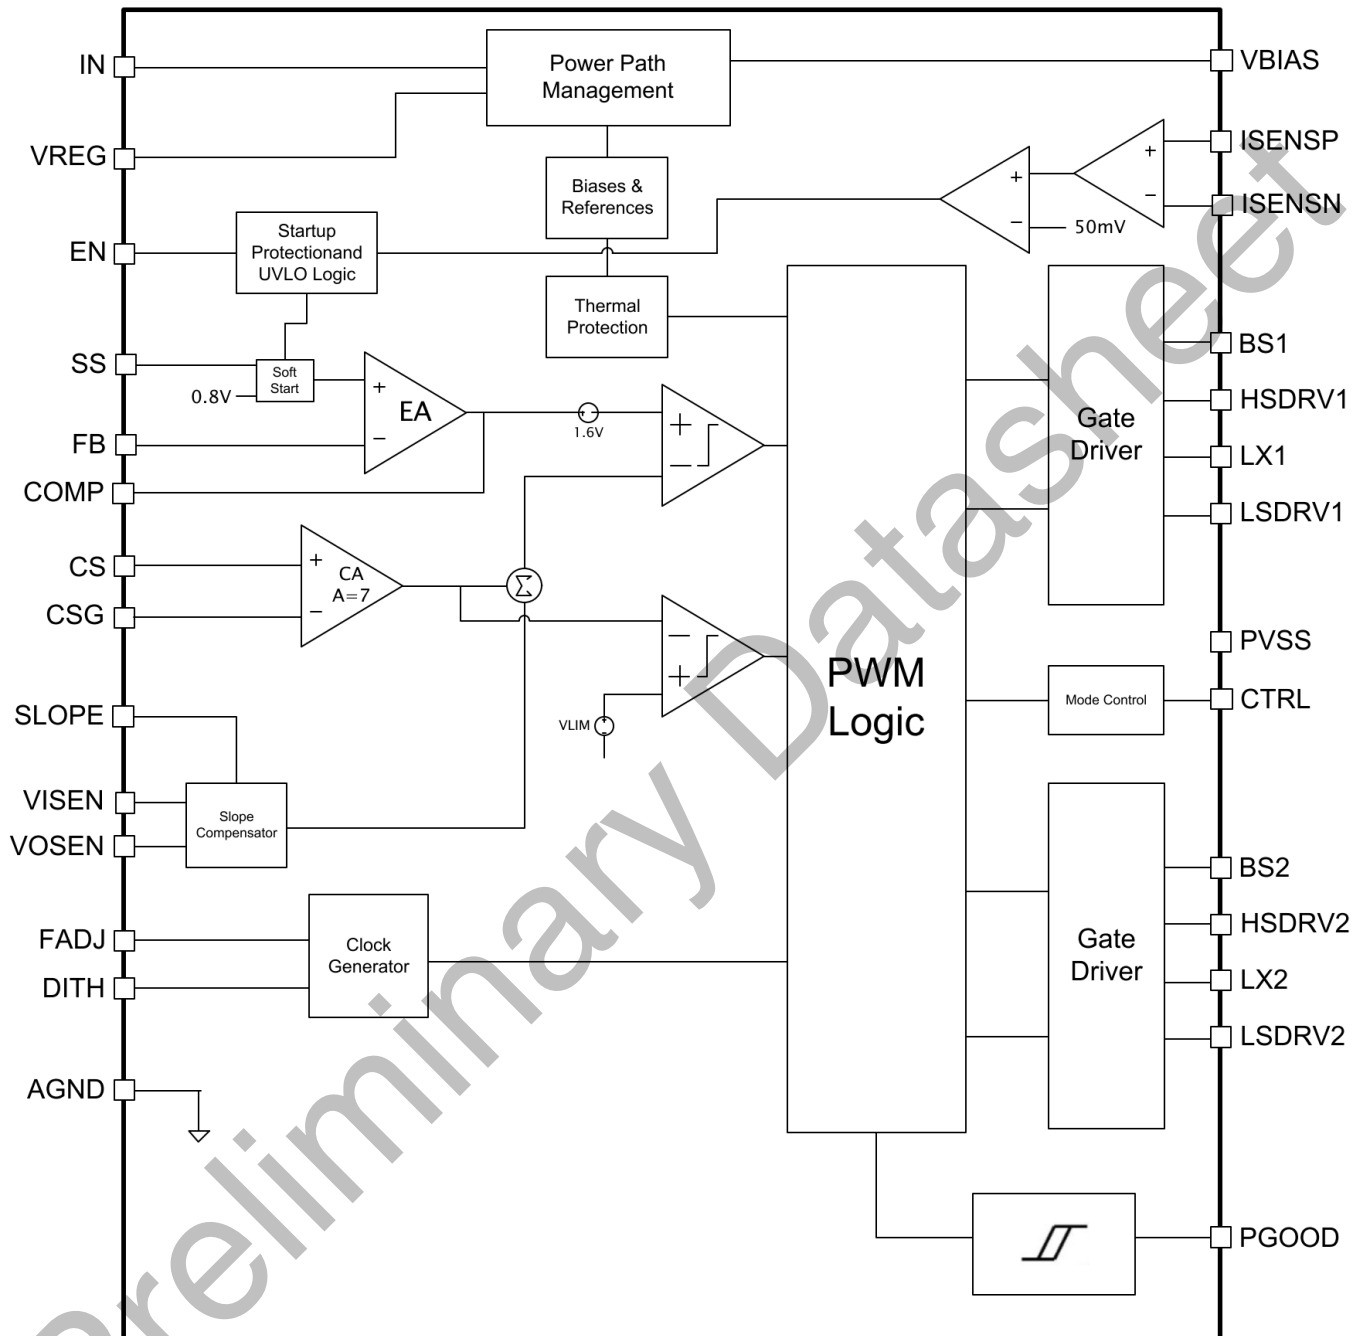 IN
Power Path
Management
VBIAS
VREG
Biases &
References
+
−
+
−
50mV
ISENSP
ISENSN
EN
Startup
Protectionand
UVLO Logic
Thermal
Protection
SS
Soft
Start
0.8V
FB
COMP
+
−
EA
1.6V
+
−
Gate
Driver
BS1
HSDRV1
LX1
LSDRV1
CS
CSG
+
−
CA
A=7
Σ
−
+
VLIM
+
-
PWM
Logic
PVSS
Mode Control
CTRL
SLOPE
VISEN
VOSEN
Slope
Compensator
Gate
Driver
BS2
HSDRV2
LX2
LSDRV2
FADJ
DITH
Clock
Generator
AGND
PGOOD
Preliminary Datasheet